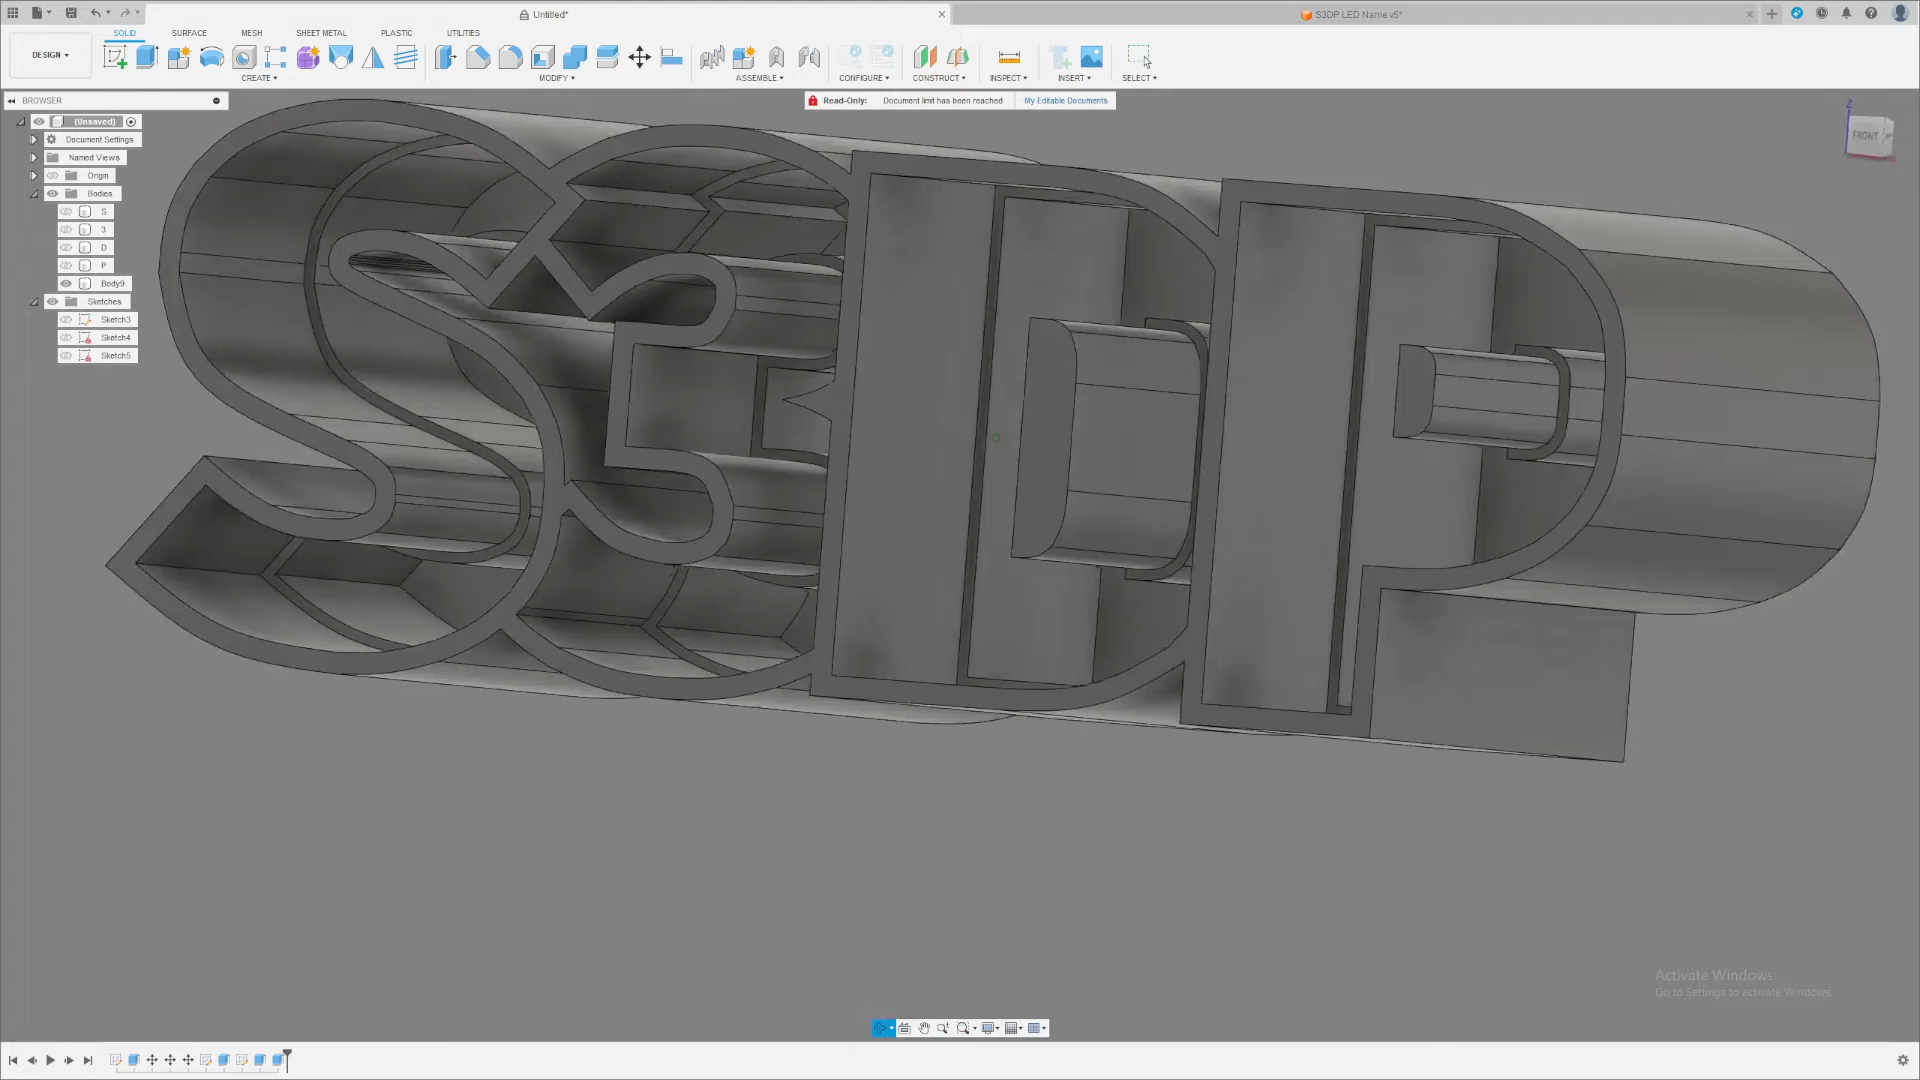 Untitled*
S3DP LED Name v5*
DESIGN
SOLID
SURFACE
MESH
SHEET METAL
PLASTIC
UTILITIES
CREATE
MODIFY
ASSEMBLE
CONFIGURE
CONSTRUCT
INSPECT
INSERT
SELECT
BROWSER
Read-Only: Document limit has been reached My Editable Documents
(Unsaved)
Document Settings
Named Views
Origin
Bodies
S
3
D
P
Body9
Sketches
Sketch3
Sketch4
Sketch5
Z
FRONT
Activate Windows
Go to Settings to activate Windows.